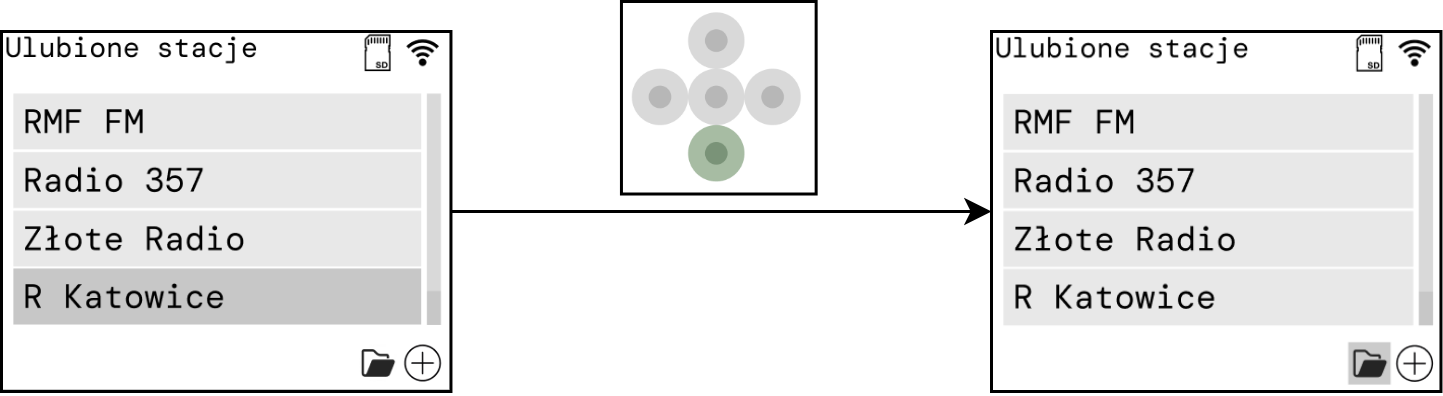 Ulubione stacje
SD
RMF FM
Radio 357
Złote Radio
R Katowice
Ulubione stacje
SD
RMF FM
Radio 357
Złote Radio
R Katowice